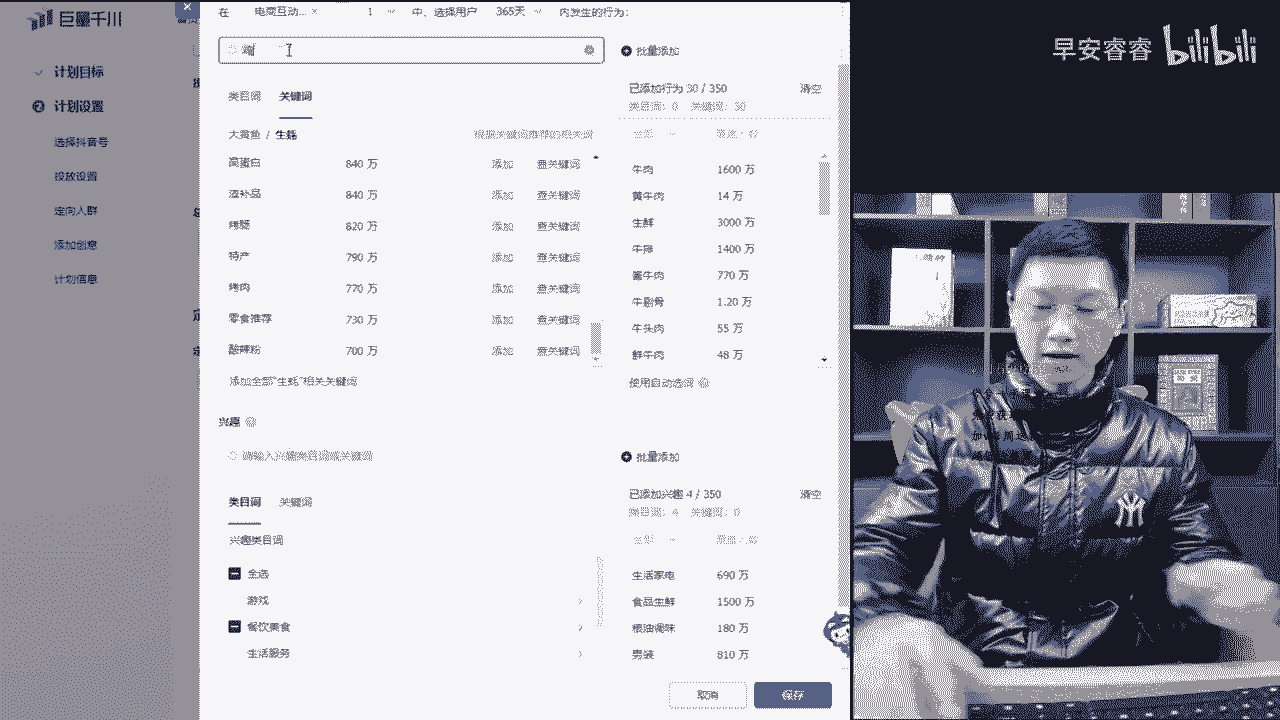 巨量千川
计划目标
计划设置
选择抖音号
投放设置
定向人群
添加创意
计划信息
在 电商互动... × 1 中、选择用户 365天 内发生的行为:
批量添加
类目词 关键词
已添加行为 30 / 350 清空
类目词: 0 关键词: 30
大黄鱼 / 生蚝
根据关键词推荐的相关词
高蛋白 840 万 添加 查关键词
滋补品 840 万 添加 查关键词
820 万 添加 查关键词
特产 790 万 添加 查关键词
烤肉 770 万 添加 查关键词
零食推荐 730 万 添加 查关键词
酸辣粉 700 万 添加 查关键词
添加全部“生蚝”相关关键词
牛肉 1600 万
黄牛肉 14 万
生鲜 3000 万
牛排 1400 万
酱牛肉 770 万
牛肋骨 1.20 万
牛头肉 55 万
鲜牛肉 48 万
使用自动选词
兴趣
请输入兴趣类目词或关键词
批量添加
类目词 关键词
已添加兴趣 4 / 350 清空
类目词: 4 关键词: 0
兴趣类目词
全选
游戏
餐饮美食
生活服务
生活家电 690 万
食品生鲜 1500 万
粮油调味 180 万
男装 810 万
取消 保存
早安睿睿 bilibili